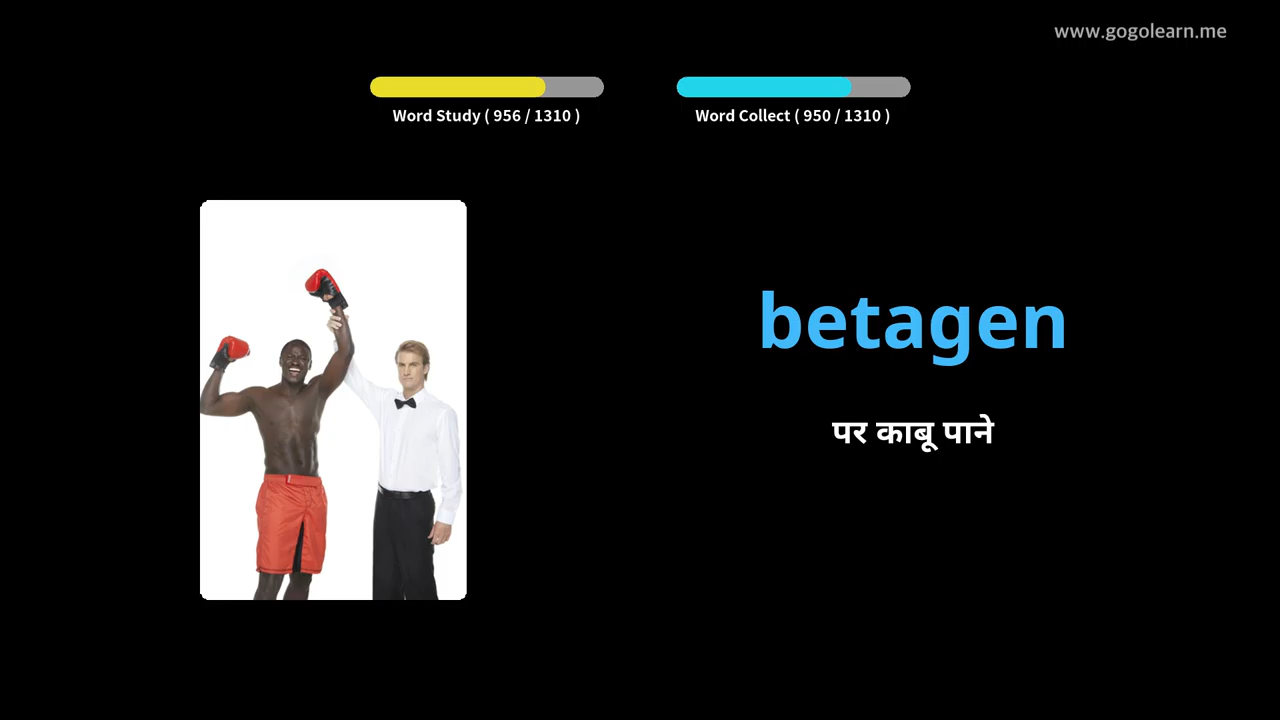 www.gogolearn.me
Word Study ( 956 / 1310 )
Word Collect ( 950 / 1310 )
betagen
पर काबू पाने